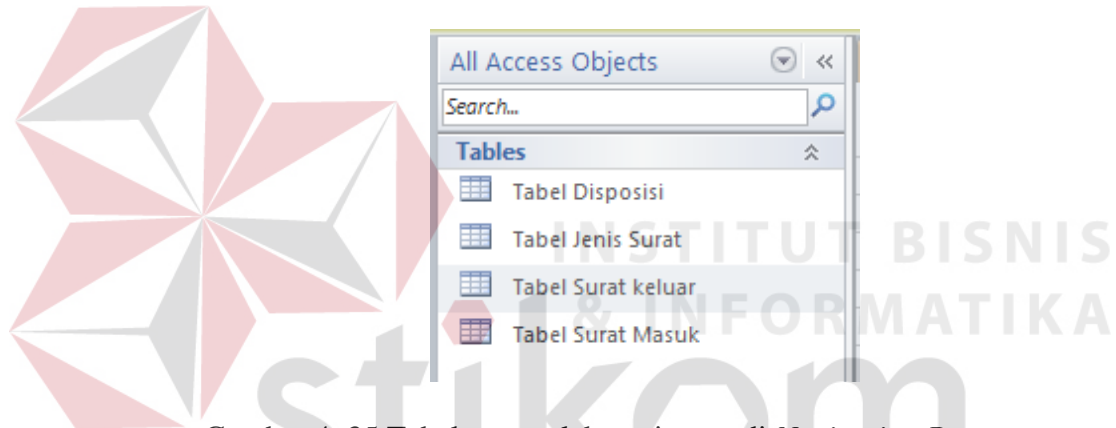 All Access Objects
Search...
Tables
Tabel Disposisi
Tabel Jenis Surat
Tabel Surat keluar
Tabel Surat Masuk
INSTITUT BISNIS
& INFORMATIKA
stikom